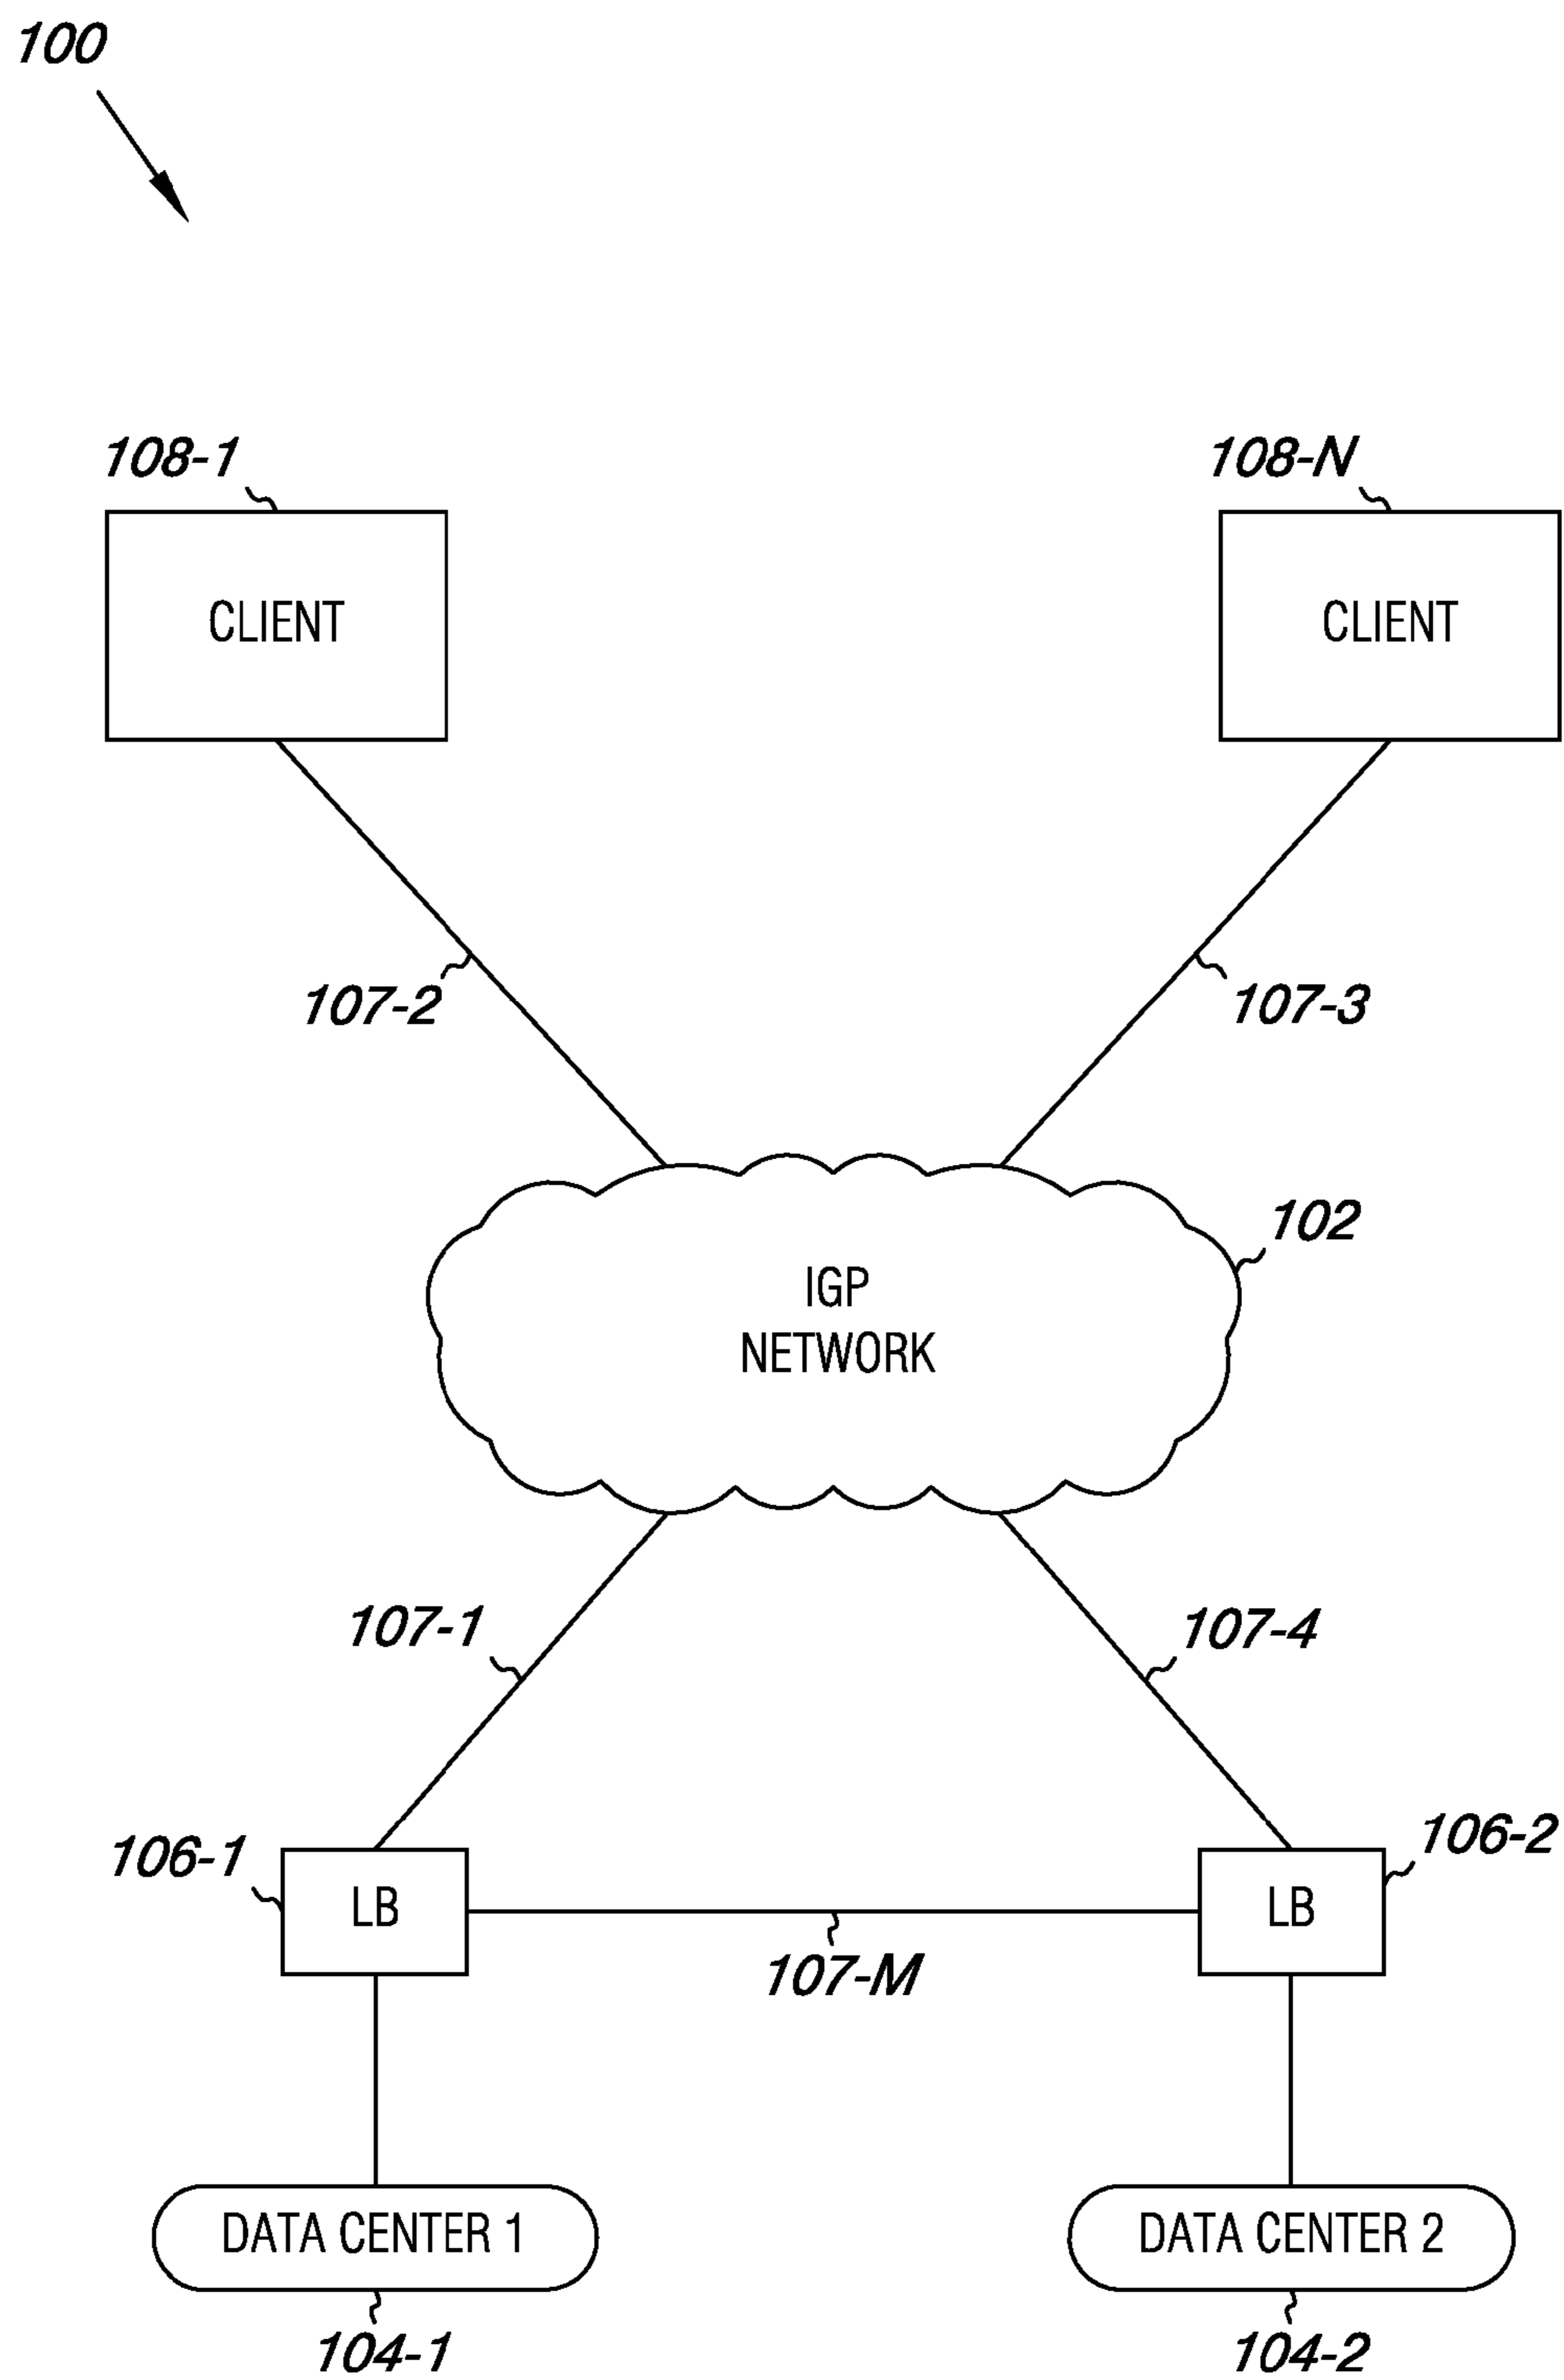 100
108-1
108-N
CLIENT
CLIENT
107-2
107-3
102
IGP
NETWORK
107-1
107-4
106-1
106-2
LB
LB
107-M
DATA CENTER 1
DATA CENTER 2
104-1
104-2